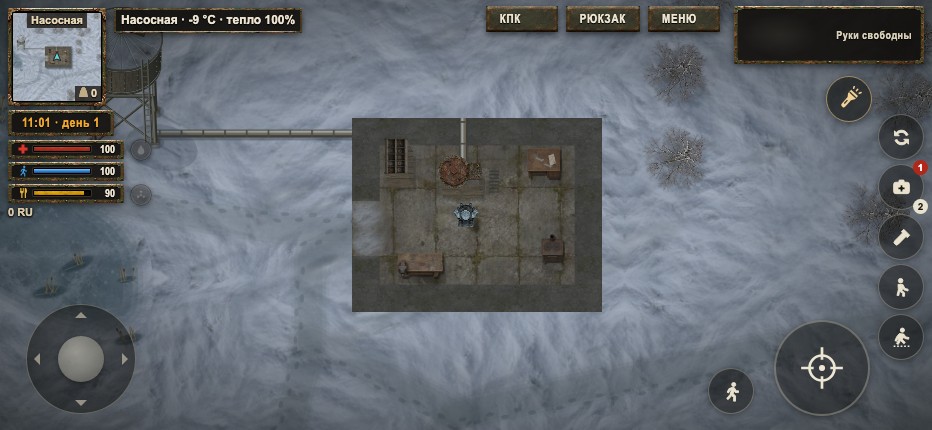 Насосная
Насосная · -9 °C · тепло 100%
КПК
РЮКЗАК
МЕНЮ
Руки свободны
0
11:01 · день 1
100
100
90
0 RU
1
2